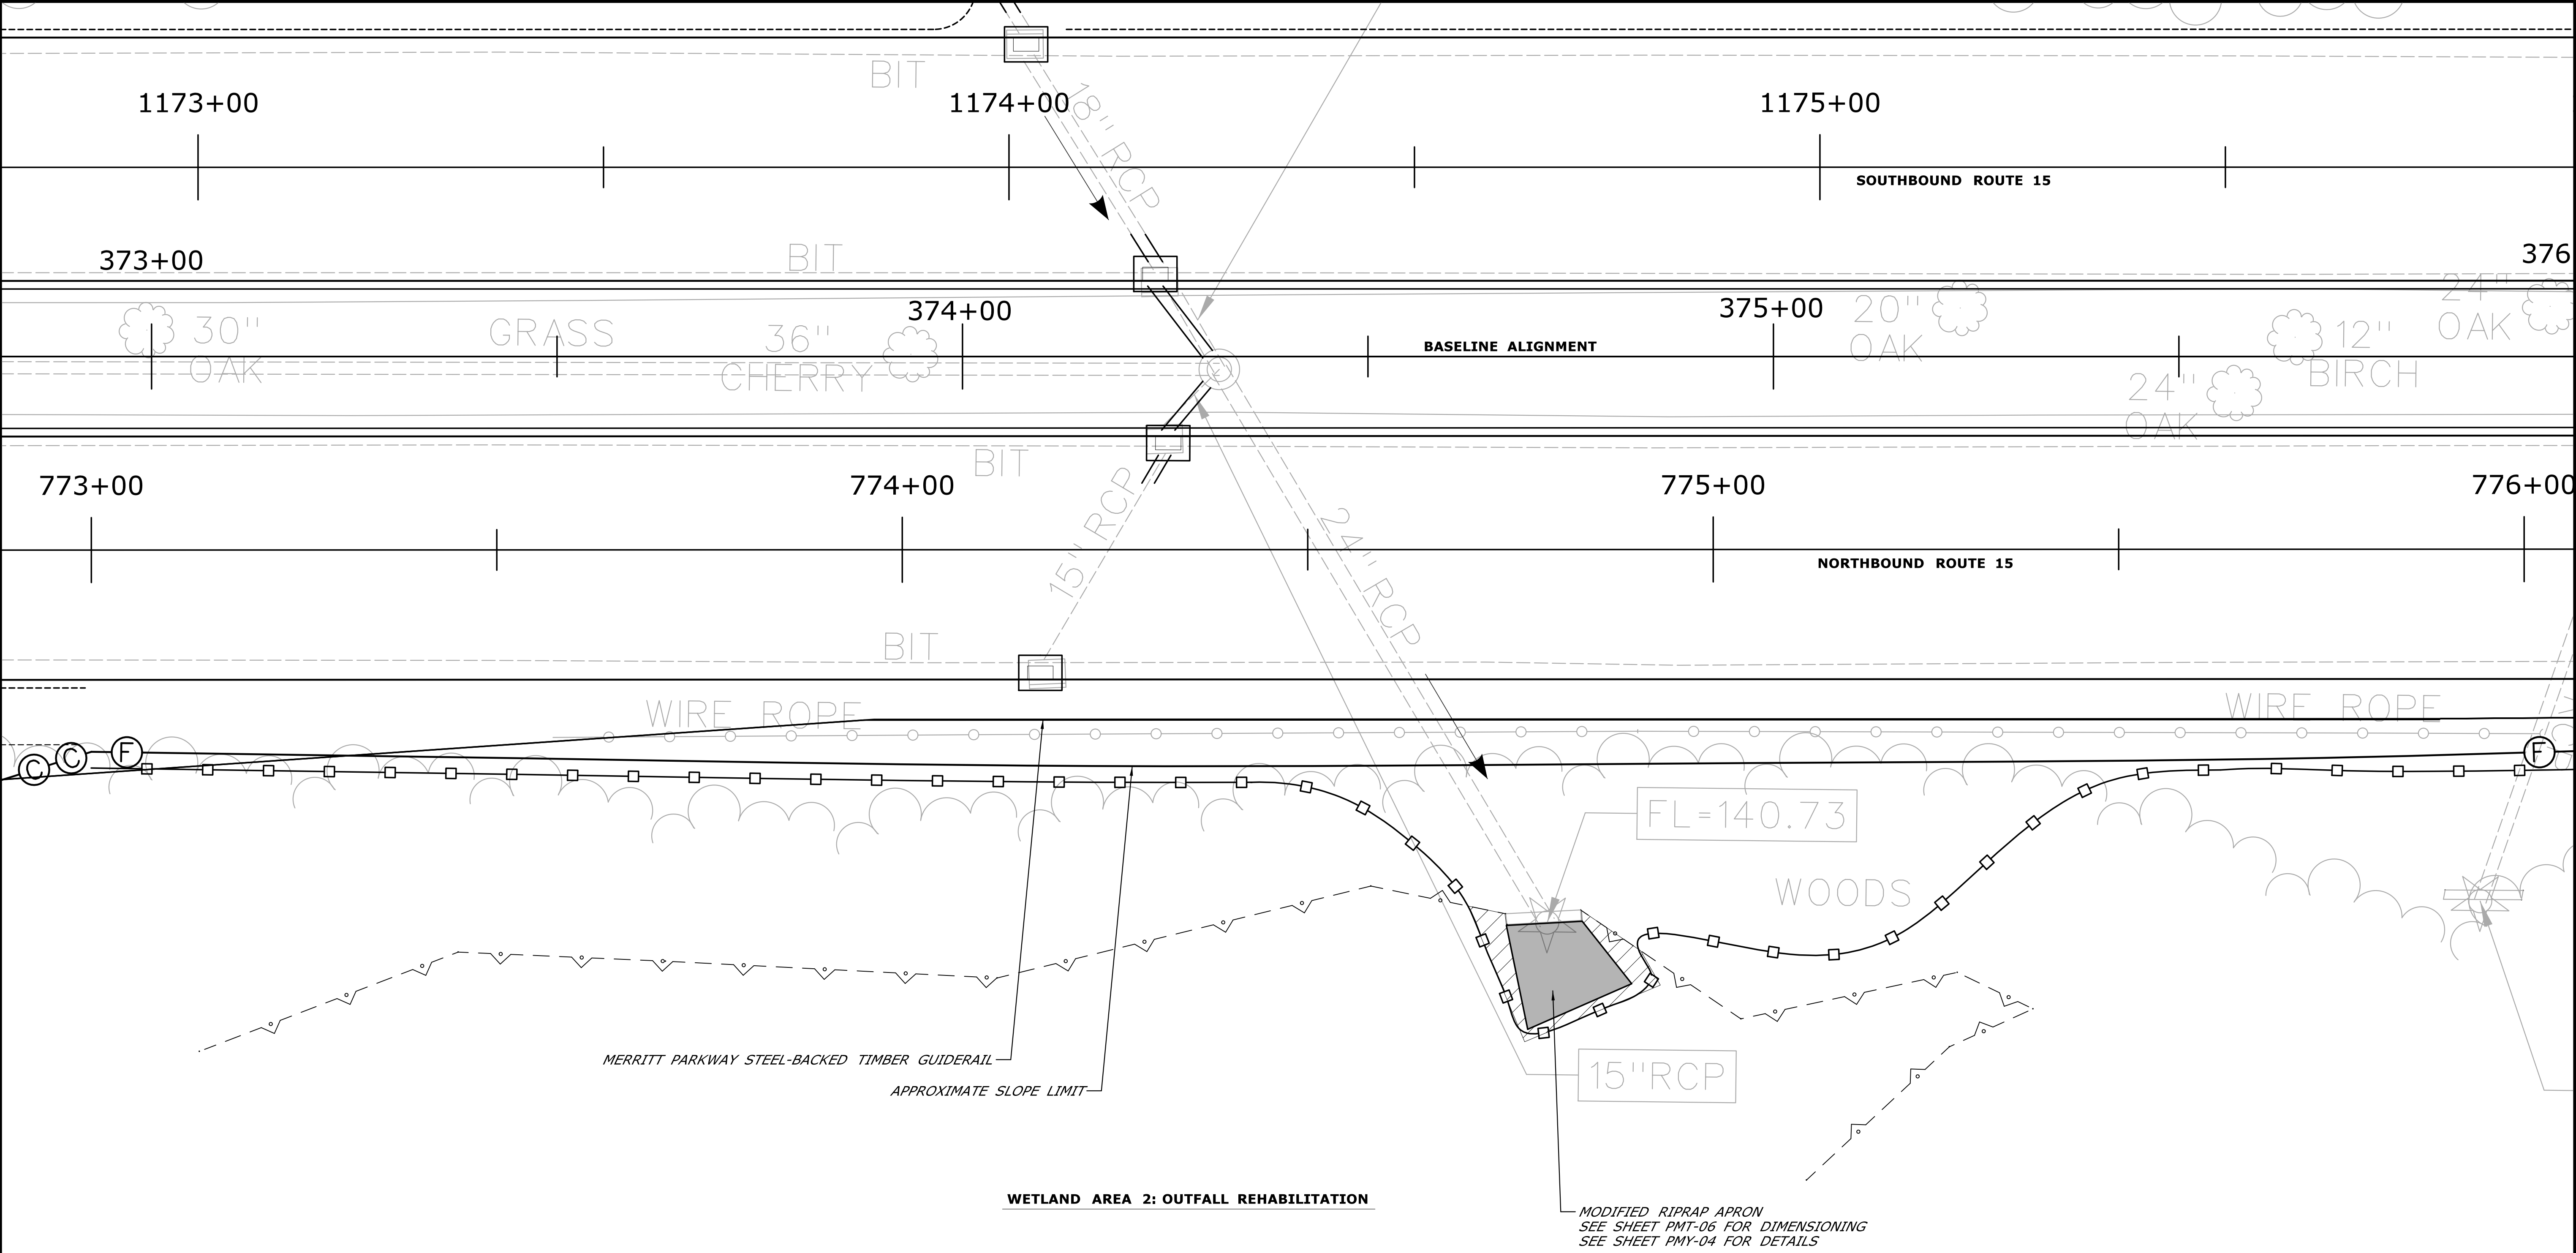 BIT
1173+00
1174+00
1175+00
18" RCP
SOUTHBOUND ROUTE 15
373+00
BIT
376
374+00
375+00
30"
OAK
GRASS
36"
CHERRY
BASELINE ALIGNMENT
20"
OAK
12"
BIRCH
24"
OAK
24"
OAK
BIT
773+00
774+00
775+00
776+00
15" RCP
24" RCP
NORTHBOUND ROUTE 15
BIT
WIRE ROPE
WIRE ROPE
C
C
F
F
FL=140.73
WOODS
MERRITT PARKWAY STEEL-BACKED TIMBER GUIDERAIL
APPROXIMATE SLOPE LIMIT
15"RCP
WETLAND AREA 2: OUTFALL REHABILITATION
MODIFIED RIPRAP APRON
SEE SHEET PMT-06 FOR DIMENSIONING
SEE SHEET PMY-04 FOR DETAILS